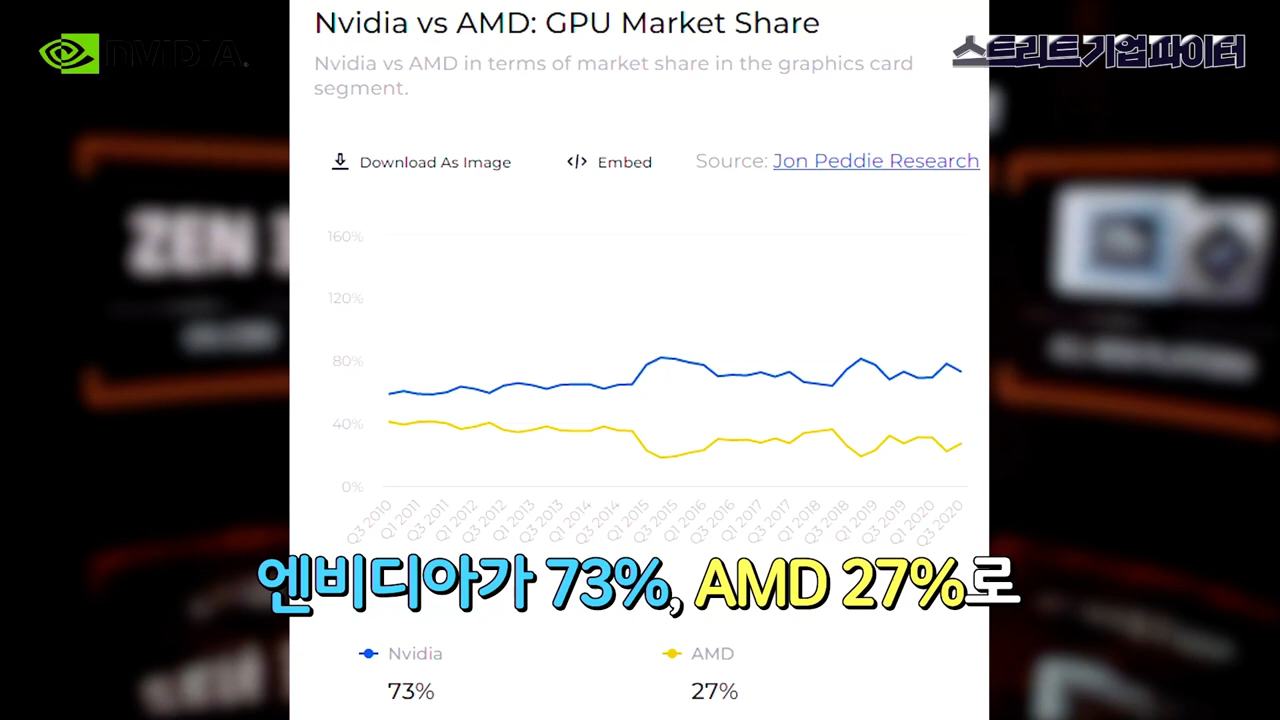 NVIDIA.
스트리트 기업 파이터
Nvidia vs AMD: GPU Market Share
Nvidia vs AMD in terms of market share in the graphics card
segment.
Download As Image
</> Embed
Source: Jon Peddie Research
160%
120%
80%
40%
0%
Q3 2010
Q1 2011
Q3 2011
Q1 2012
Q3 2012
Q1 2013
Q3 2013
Q1 2014
Q3 2014
Q1 2015
Q3 2015
Q1 2016
Q3 2016
Q1 2017
Q3 2017
Q1 2018
Q3 2018
Q1 2019
Q3 2019
Q1 2020
Q3 2020
엔비디아가 73%, AMD 27%로
Nvidia
73%
AMD
27%
ZEN